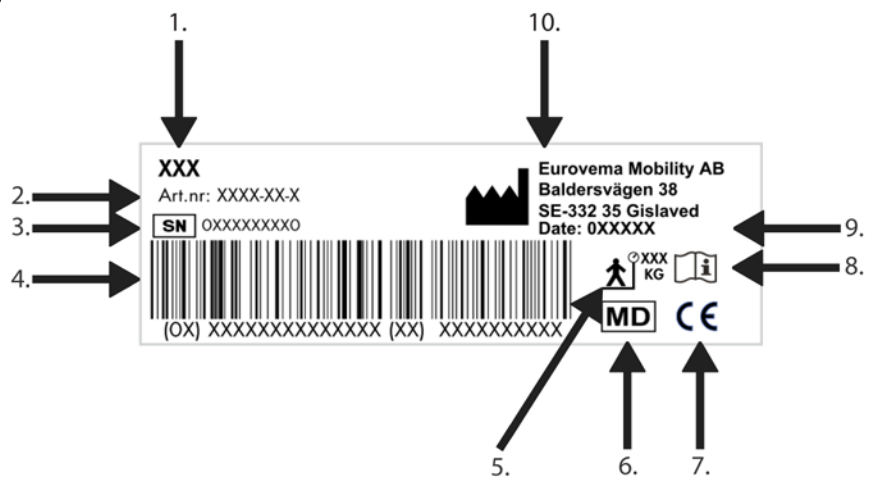 1.
10.
XXX
Art.nr: XXXX-XX-X
2.
SN 0XXXXXXXX0
3.
4.
(0X) XXXXXXXXXXXXXX (XX) XXXXXXXXXX
Eurovema Mobility AB
Baldersvägen 38
SE-332 35 Gislaved
Date: 0XXXXX
9.
XXX
KG
i
8.
MD
CE
5.
6.
7.